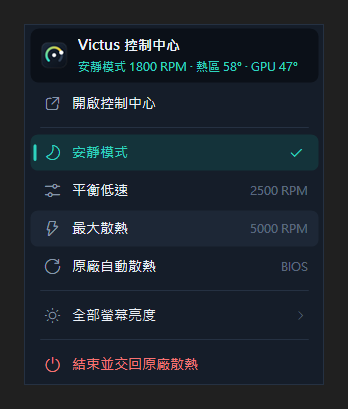 Victus 控制中心
安靜模式 1800 RPM · 熱區 58° · GPU 47°
開啟控制中心
安靜模式
平衡低速 2500 RPM
最大散熱 5000 RPM
原廠自動散熱 BIOS
全部螢幕亮度
結束並交回原廠散熱